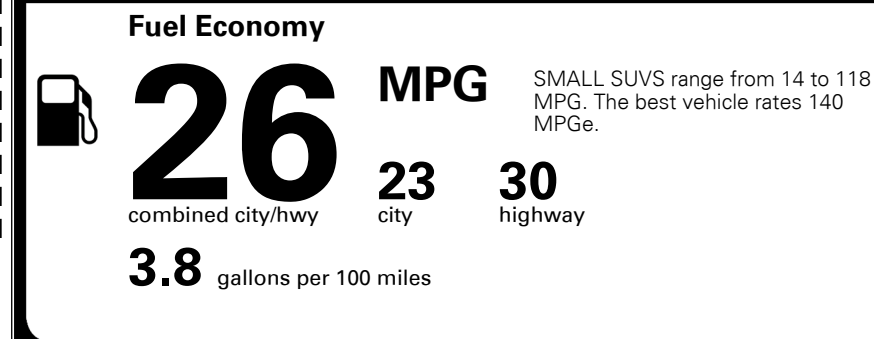 Fuel Economy
26
MPG
SMALL SUVS range from 14 to 118
MPG. The best vehicle rates 140
MPGe.
combined city/hwy
23
city
30
highway
3.8 gallons per 100 miles